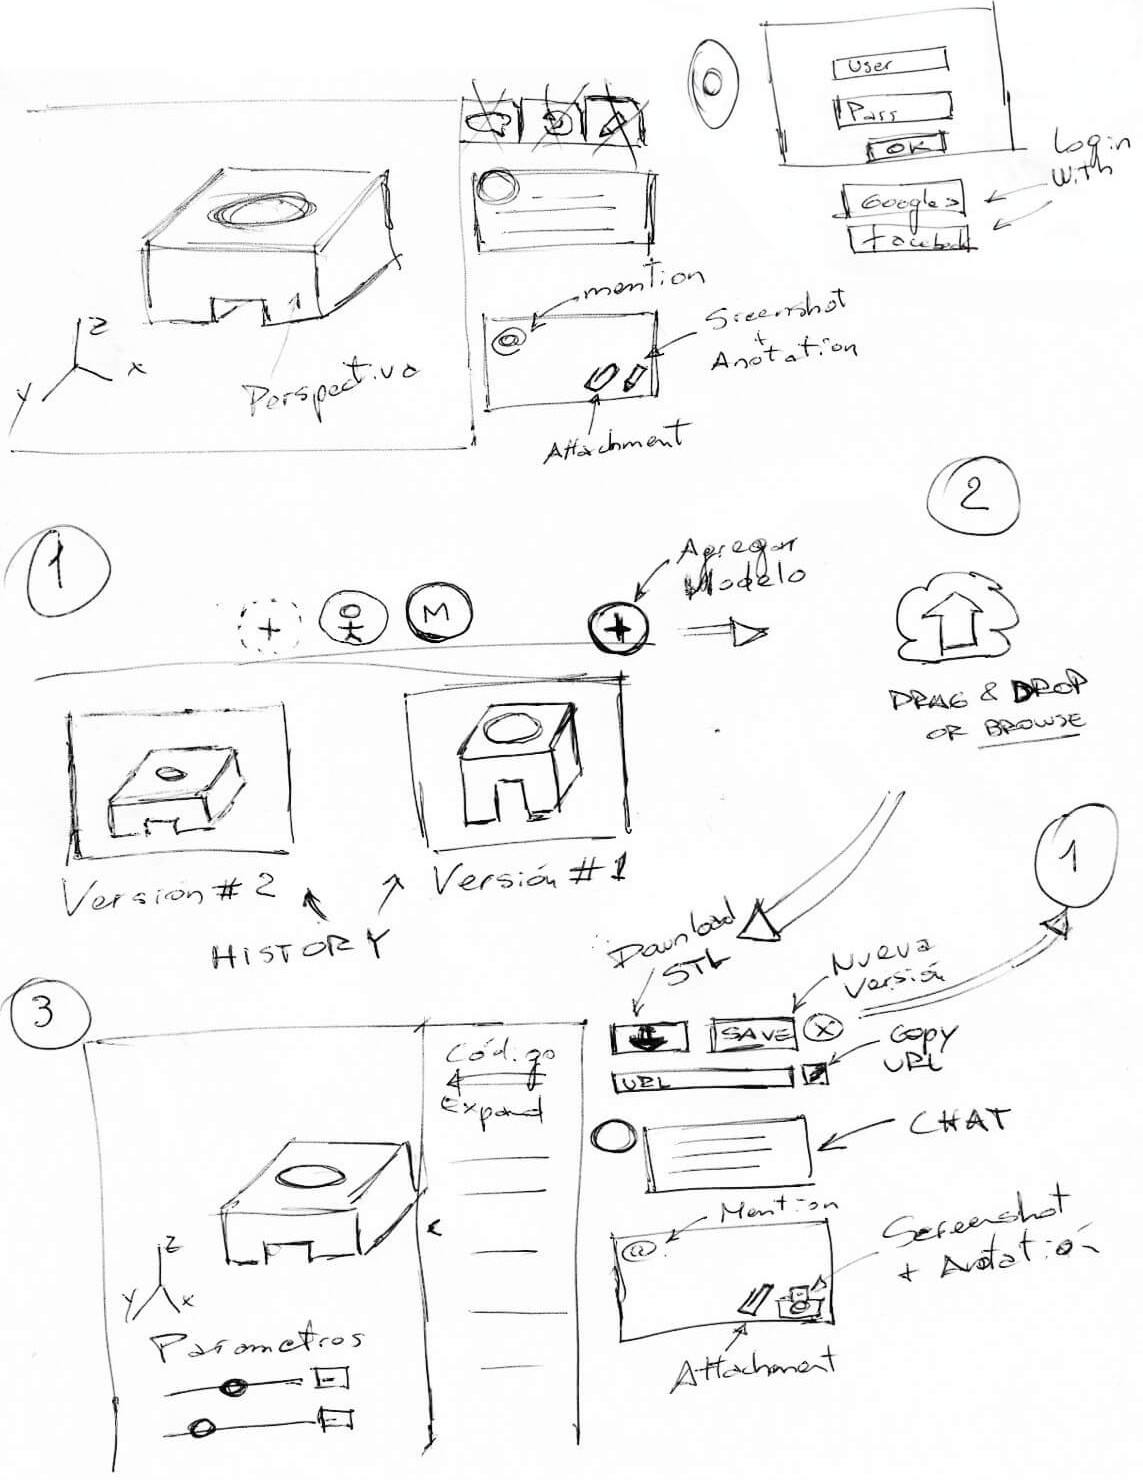 User
Pass
OK
Login
With
Google
Facebook
z
x
y
Perspectiva
mention
@
Screenshot
+
Anotation
Attachment
1
2
+
M
+
Agregar
Modelo
DRAG & DROP
OR BROWSE
Versión # 2
Versión # 1
HISTORY
1
3
Download
STL
Nueva
Versión
SAVE
X
Copy
URL
URL
Código
Expand
CHAT
Mention
@
Screenshot
+ Anotatión
Attachment
z
y
x
Parametros